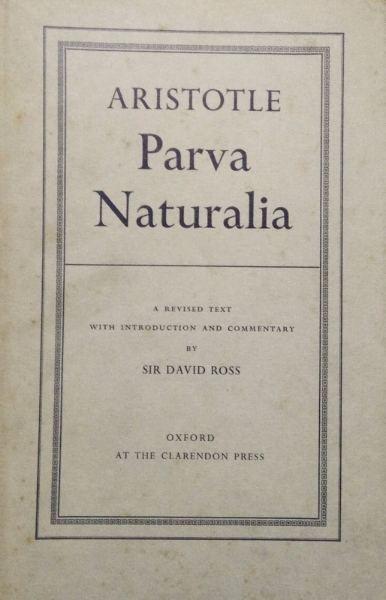 ARISTOTLE
Parva
Naturalia
A REVISED TEXT
WITH INTRODUCTION AND COMMENTARY
BY
SIR DAVID ROSS
OXFORD
AT THE CLARENDON PRESS